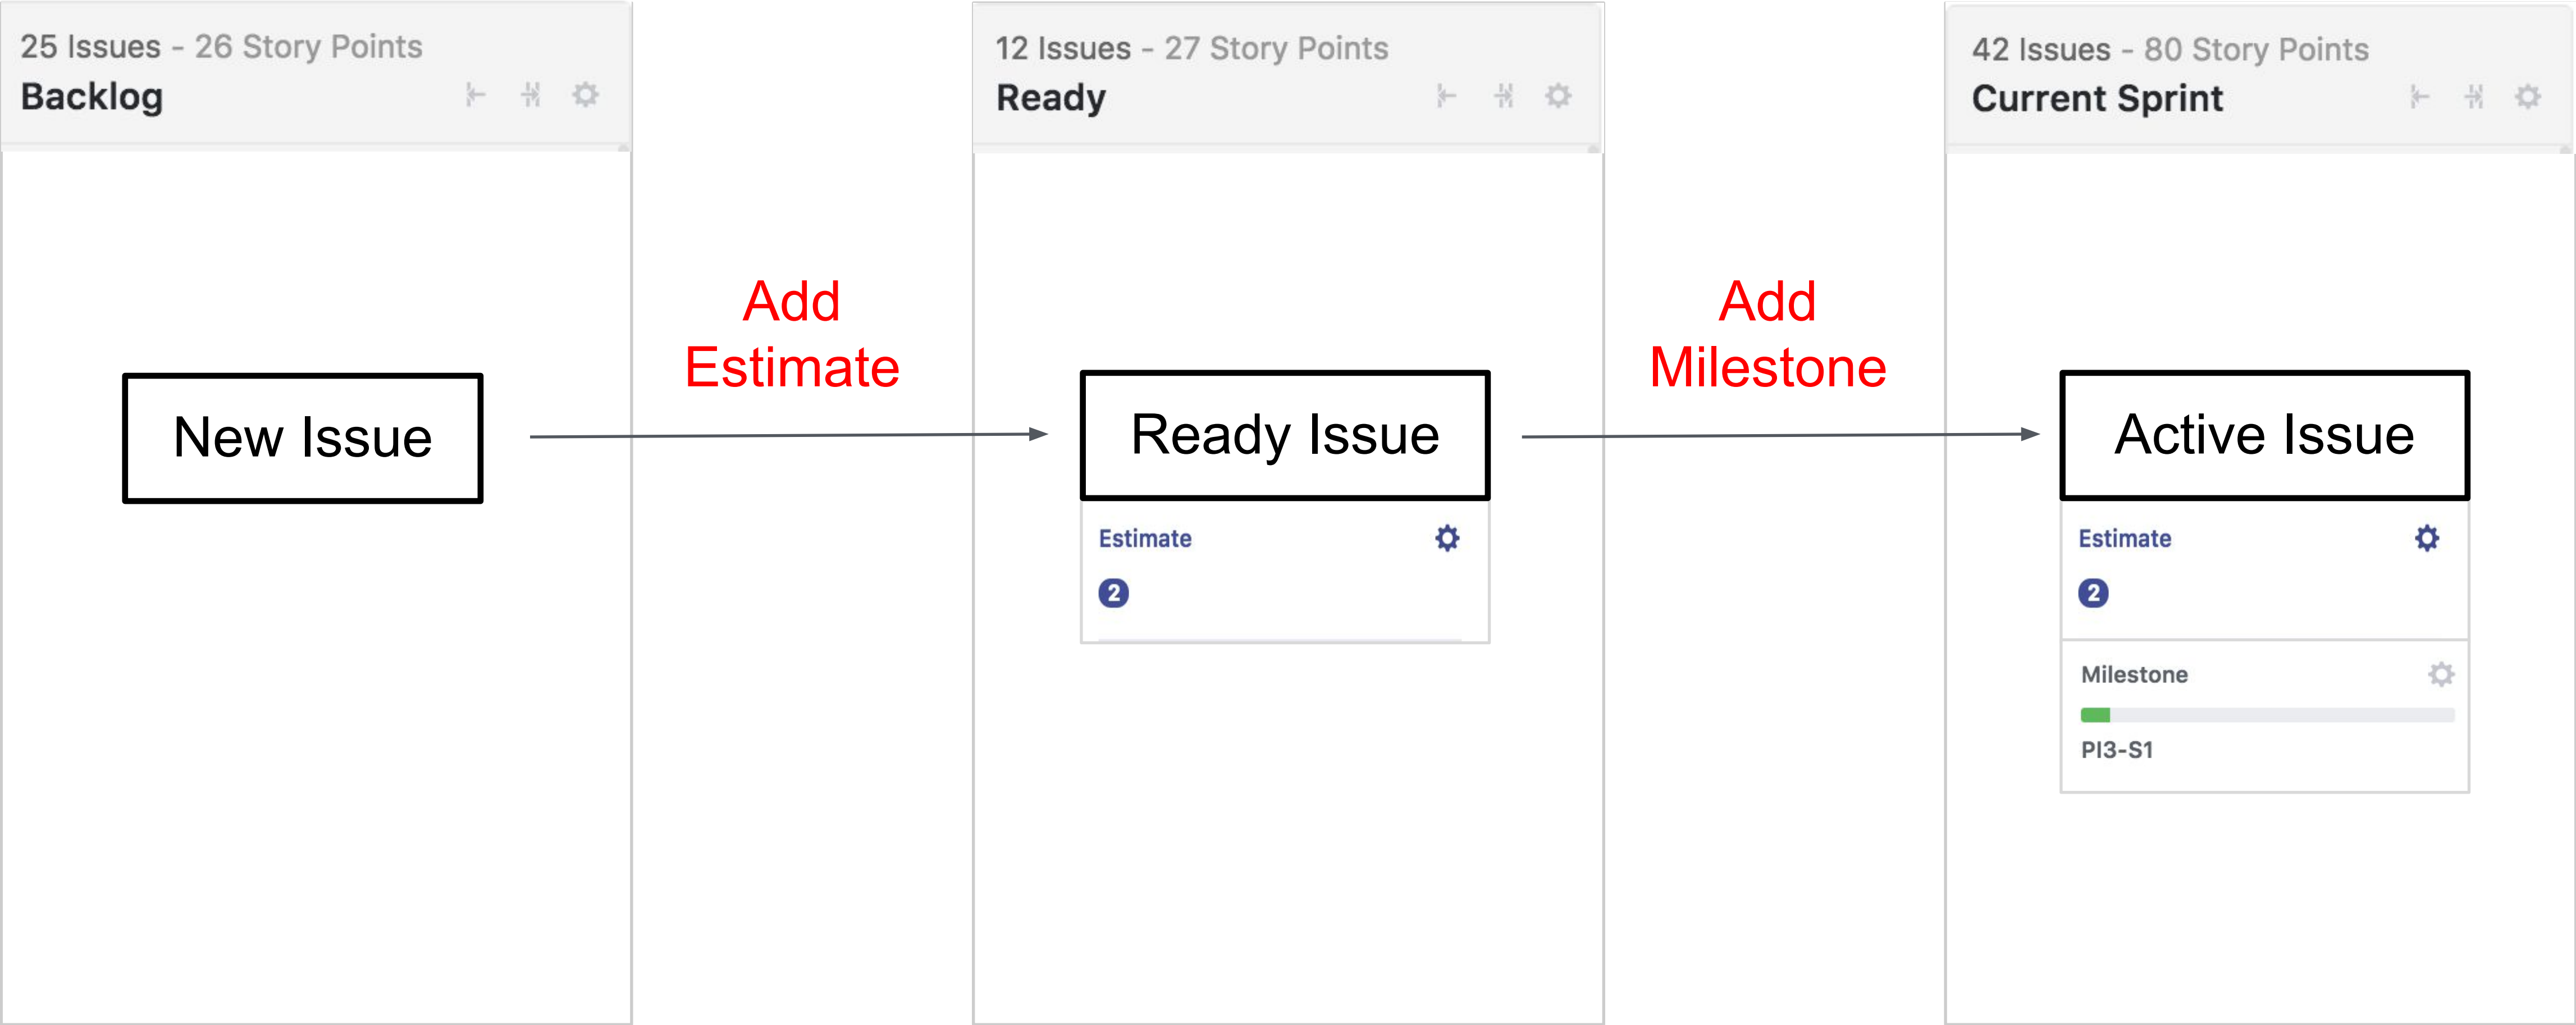 25 Issues - 26 Story Points
Backlog
New Issue
Add
Estimate
12 Issues - 27 Story Points
Ready
Ready Issue
Estimate
2
Add
Milestone
42 Issues - 80 Story Points
Current Sprint
Active Issue
Estimate
2
Milestone
PI3-S1